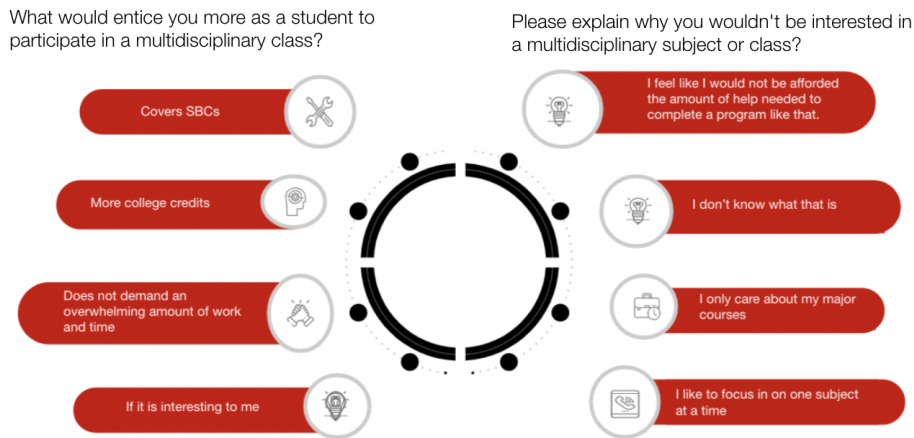 What would entice you more as a student to
participate in a multidisciplinary class?
Covers SBCs
More college credits
Does not demand an
overwhelming amount of work
and time
If it is interesting to me
Please explain why you wouldn't be interested in
a multidisciplinary subject or class?
I feel like I would not be afforded
the amount of help needed to
complete a program like that.
I don't know what that is
I only care about my major
courses
I like to focus in on one subject
at a time